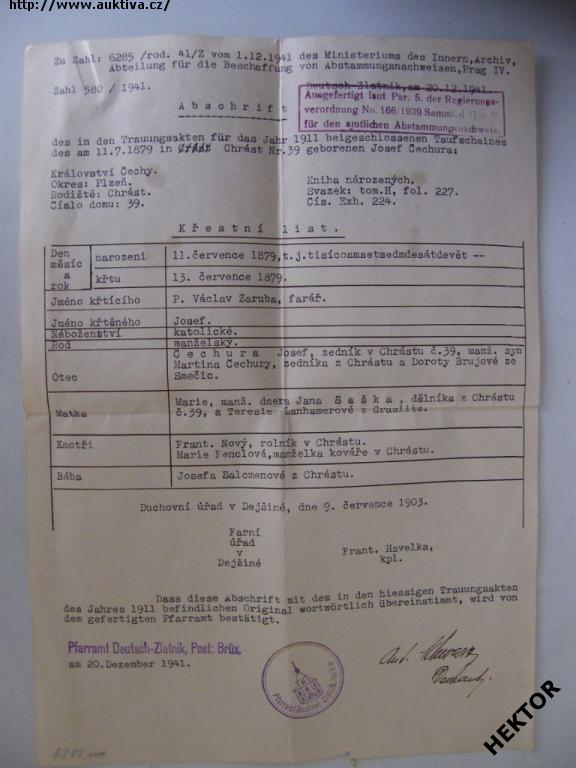 http://www.auktiva.cz/
Zu Zahl: 6285 /rod. 41/Z vom 1.12.1941 des Ministeriums des Innern, Archiv,
Abteilung für die Beschaffung von Abstammungsnachweisen, Prag IV.
Zahl 580 / 1941.
Deutsch-Zlatnik, am 20.12.1941.
Ausgefertigt laut Par. 5. der Regierungs-
verordnung No. 166/1939 Samml.
für den amtlichen Abstammungsnachweis.
Abschrift
des in den Trauungsakten für das Jahr 1911 beigeschlossenen Taufscheines
des am 11.7.1879 in Chrást Nr.39 geborenen Josef Čechura:
Království Čechy.
Okres: Plzeň.
Rodiště: Chrást.
Číslo domu: 39.
Kniha národzených.
Svazek: tom.H, fol. 227.
Čís. Exh. 224.
Křestní list.
Den
měsíc
a
rok
narozeni
11.července 1879,t.j.tisícosmsetsedmdesátdevět --
křtu
13. července 1879.
Jméno křtícího
P. Václav Zaruba, farář.
Jméno křtěného
Josef.
Náboženství
katolické.
Rod
manželský.
Otec
Čechura Josef, zedník v Chrástu č.39, manž. syn
Martina Čechury, zedníka z Chrástu a Doroty Brujové ze
Smečic.
Matka
Marie, manž. dcera Jana Saška, dělníka z Chrástu
č.39, a Teresie Lanhamerové z Graslitz.
Kmotři
Frant. Nový, rolník v Chrástu.
Marie Fenclová,manželka kováře v Chrástu.
Bába
Josefa Salcmenové z Chrástu.
Duchovní úřad v Dejšině, dne 9. července 1903.
Farní
úřad
v
Dejšině
Frant. Havelka,
kpl.
Dass diese Abschrift mit dem in den hiessigen Trauungsakten
des Jahres 1911 befindlichen Original wortwörtlich übereinstimmt, wird von
dem gefertigten Pfarramt bestätigt.
Pfarramt Deutsch-Zlatnik, Post: Brüx.
am 20.Dezember 1941.
Ant.
HEKTOR